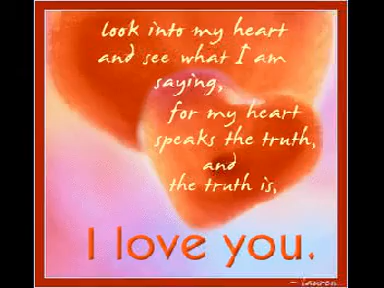 look into my heart
and see what I am
saying,
for my heart
speaks the truth,
and
the truth is,
I love you.
~ lauren